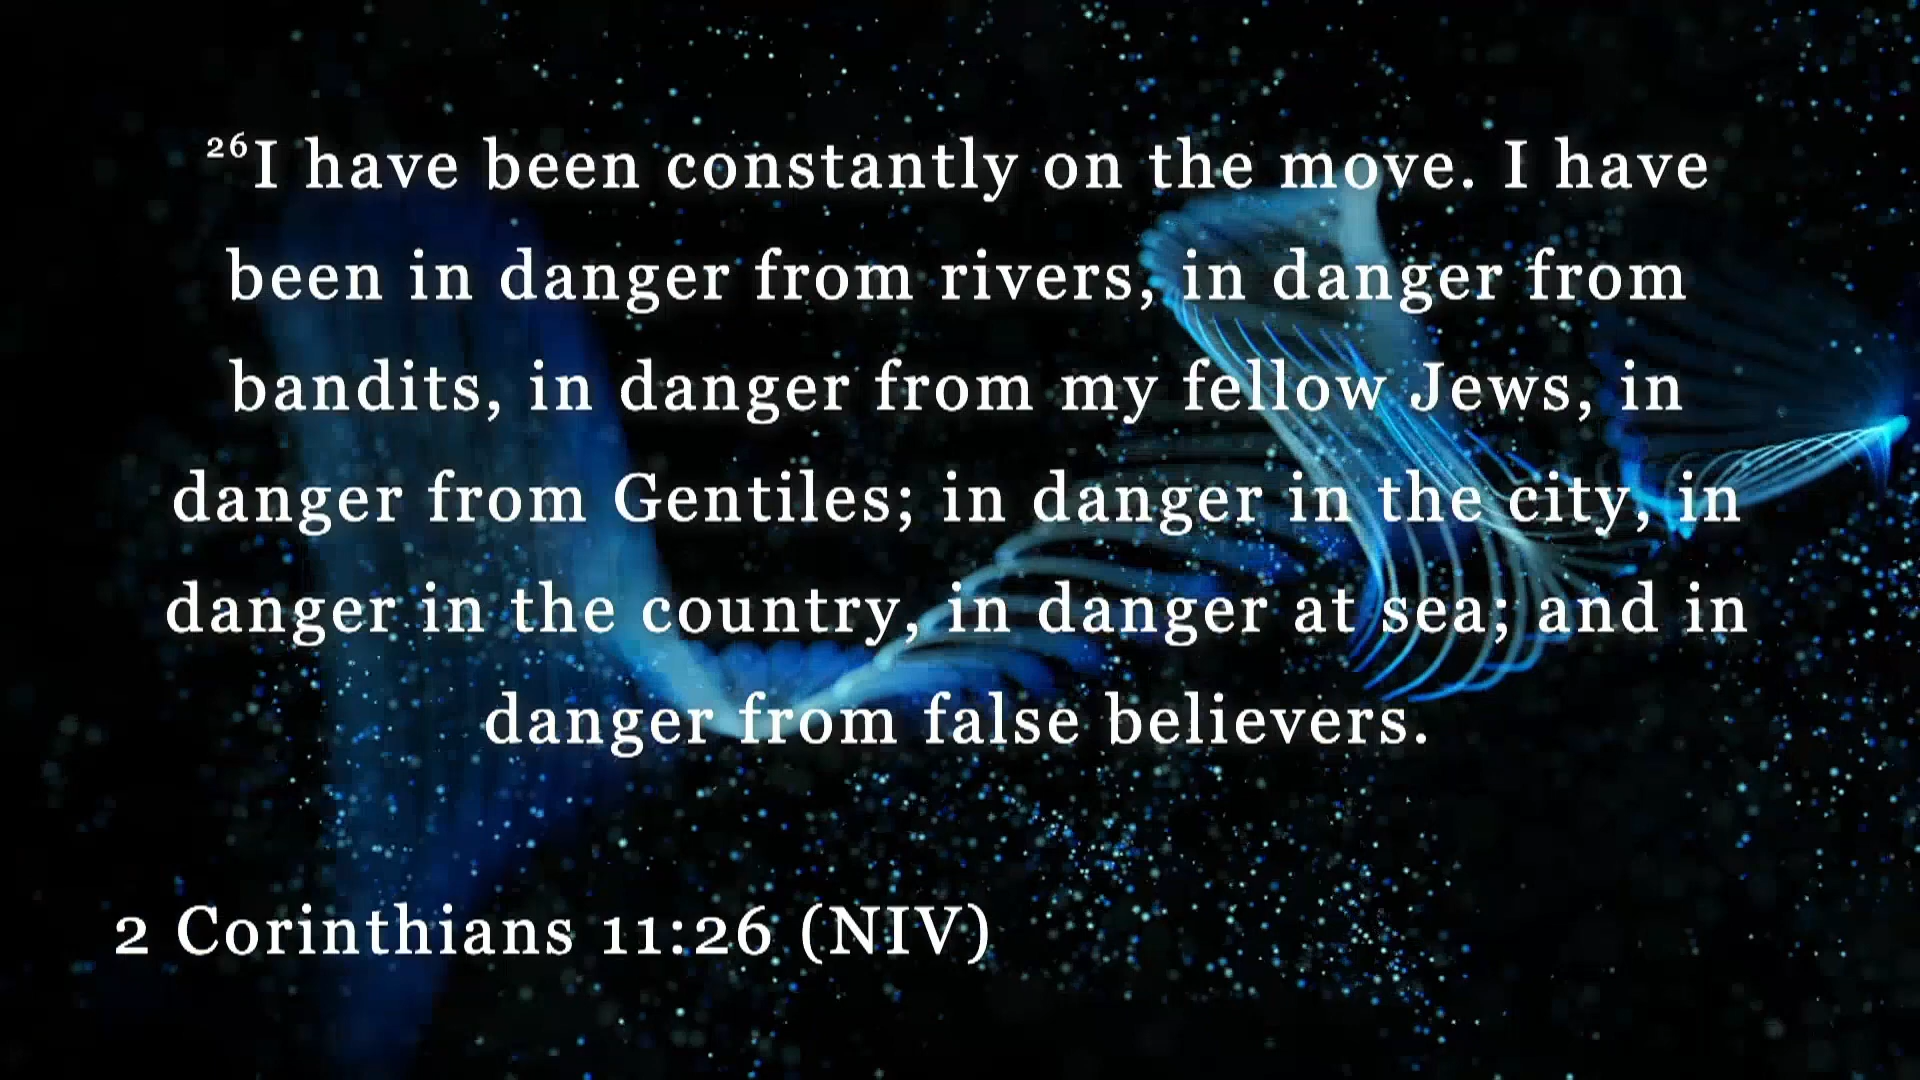 ²⁶I have been constantly on the move. I have
been in danger from rivers, in danger from
bandits, in danger from my fellow Jews, in
danger from Gentiles; in danger in the city, in
danger in the country, in danger at sea; and in
danger from false believers.
2 Corinthians 11:26 (NIV)